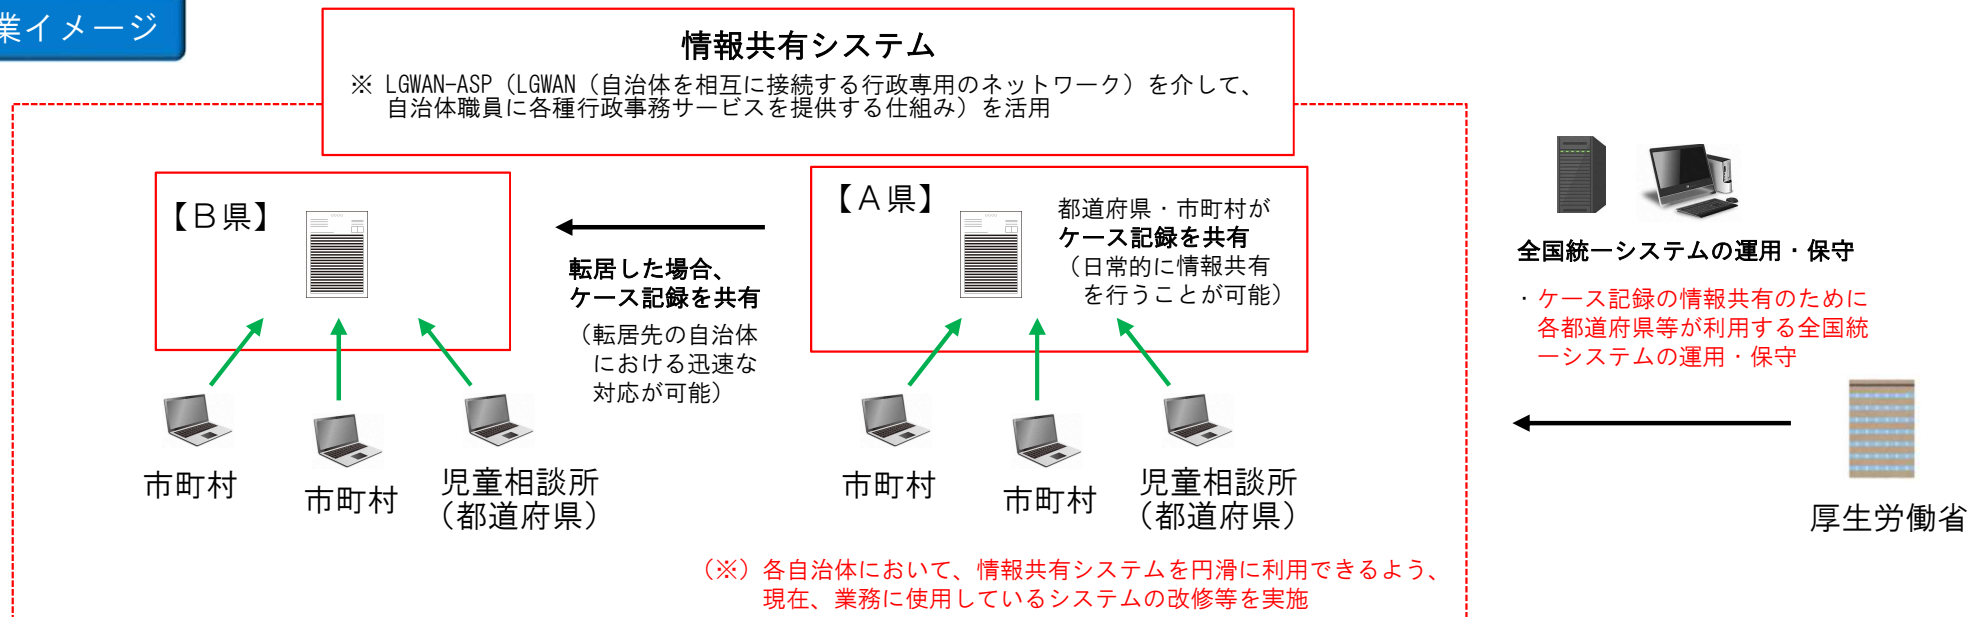 業イメージ
情報共有システム
※ LGWAN-ASP（LGWAN（自治体を相互に接続する行政専用のネットワーク）を介して、
自治体職員に各種行政事務サービスを提供する仕組み）を活用
【Ｂ県】
転居した場合、
ケース記録を共有
（転居先の自治体
における迅速な
対応が可能）
【Ａ県】
都道府県・市町村が
ケース記録を共有
（日常的に情報共有
を行うことが可能）
市町村
市町村
児童相談所
（都道府県）
市町村
市町村
児童相談所
（都道府県）
（※）各自治体において、情報共有システムを円滑に利用できるよう、
現在、業務に使用しているシステムの改修等を実施
全国統一システムの運用・保守
・ケース記録の情報共有のために
各都道府県等が利用する全国統
一システムの運用・保守
厚生労働省